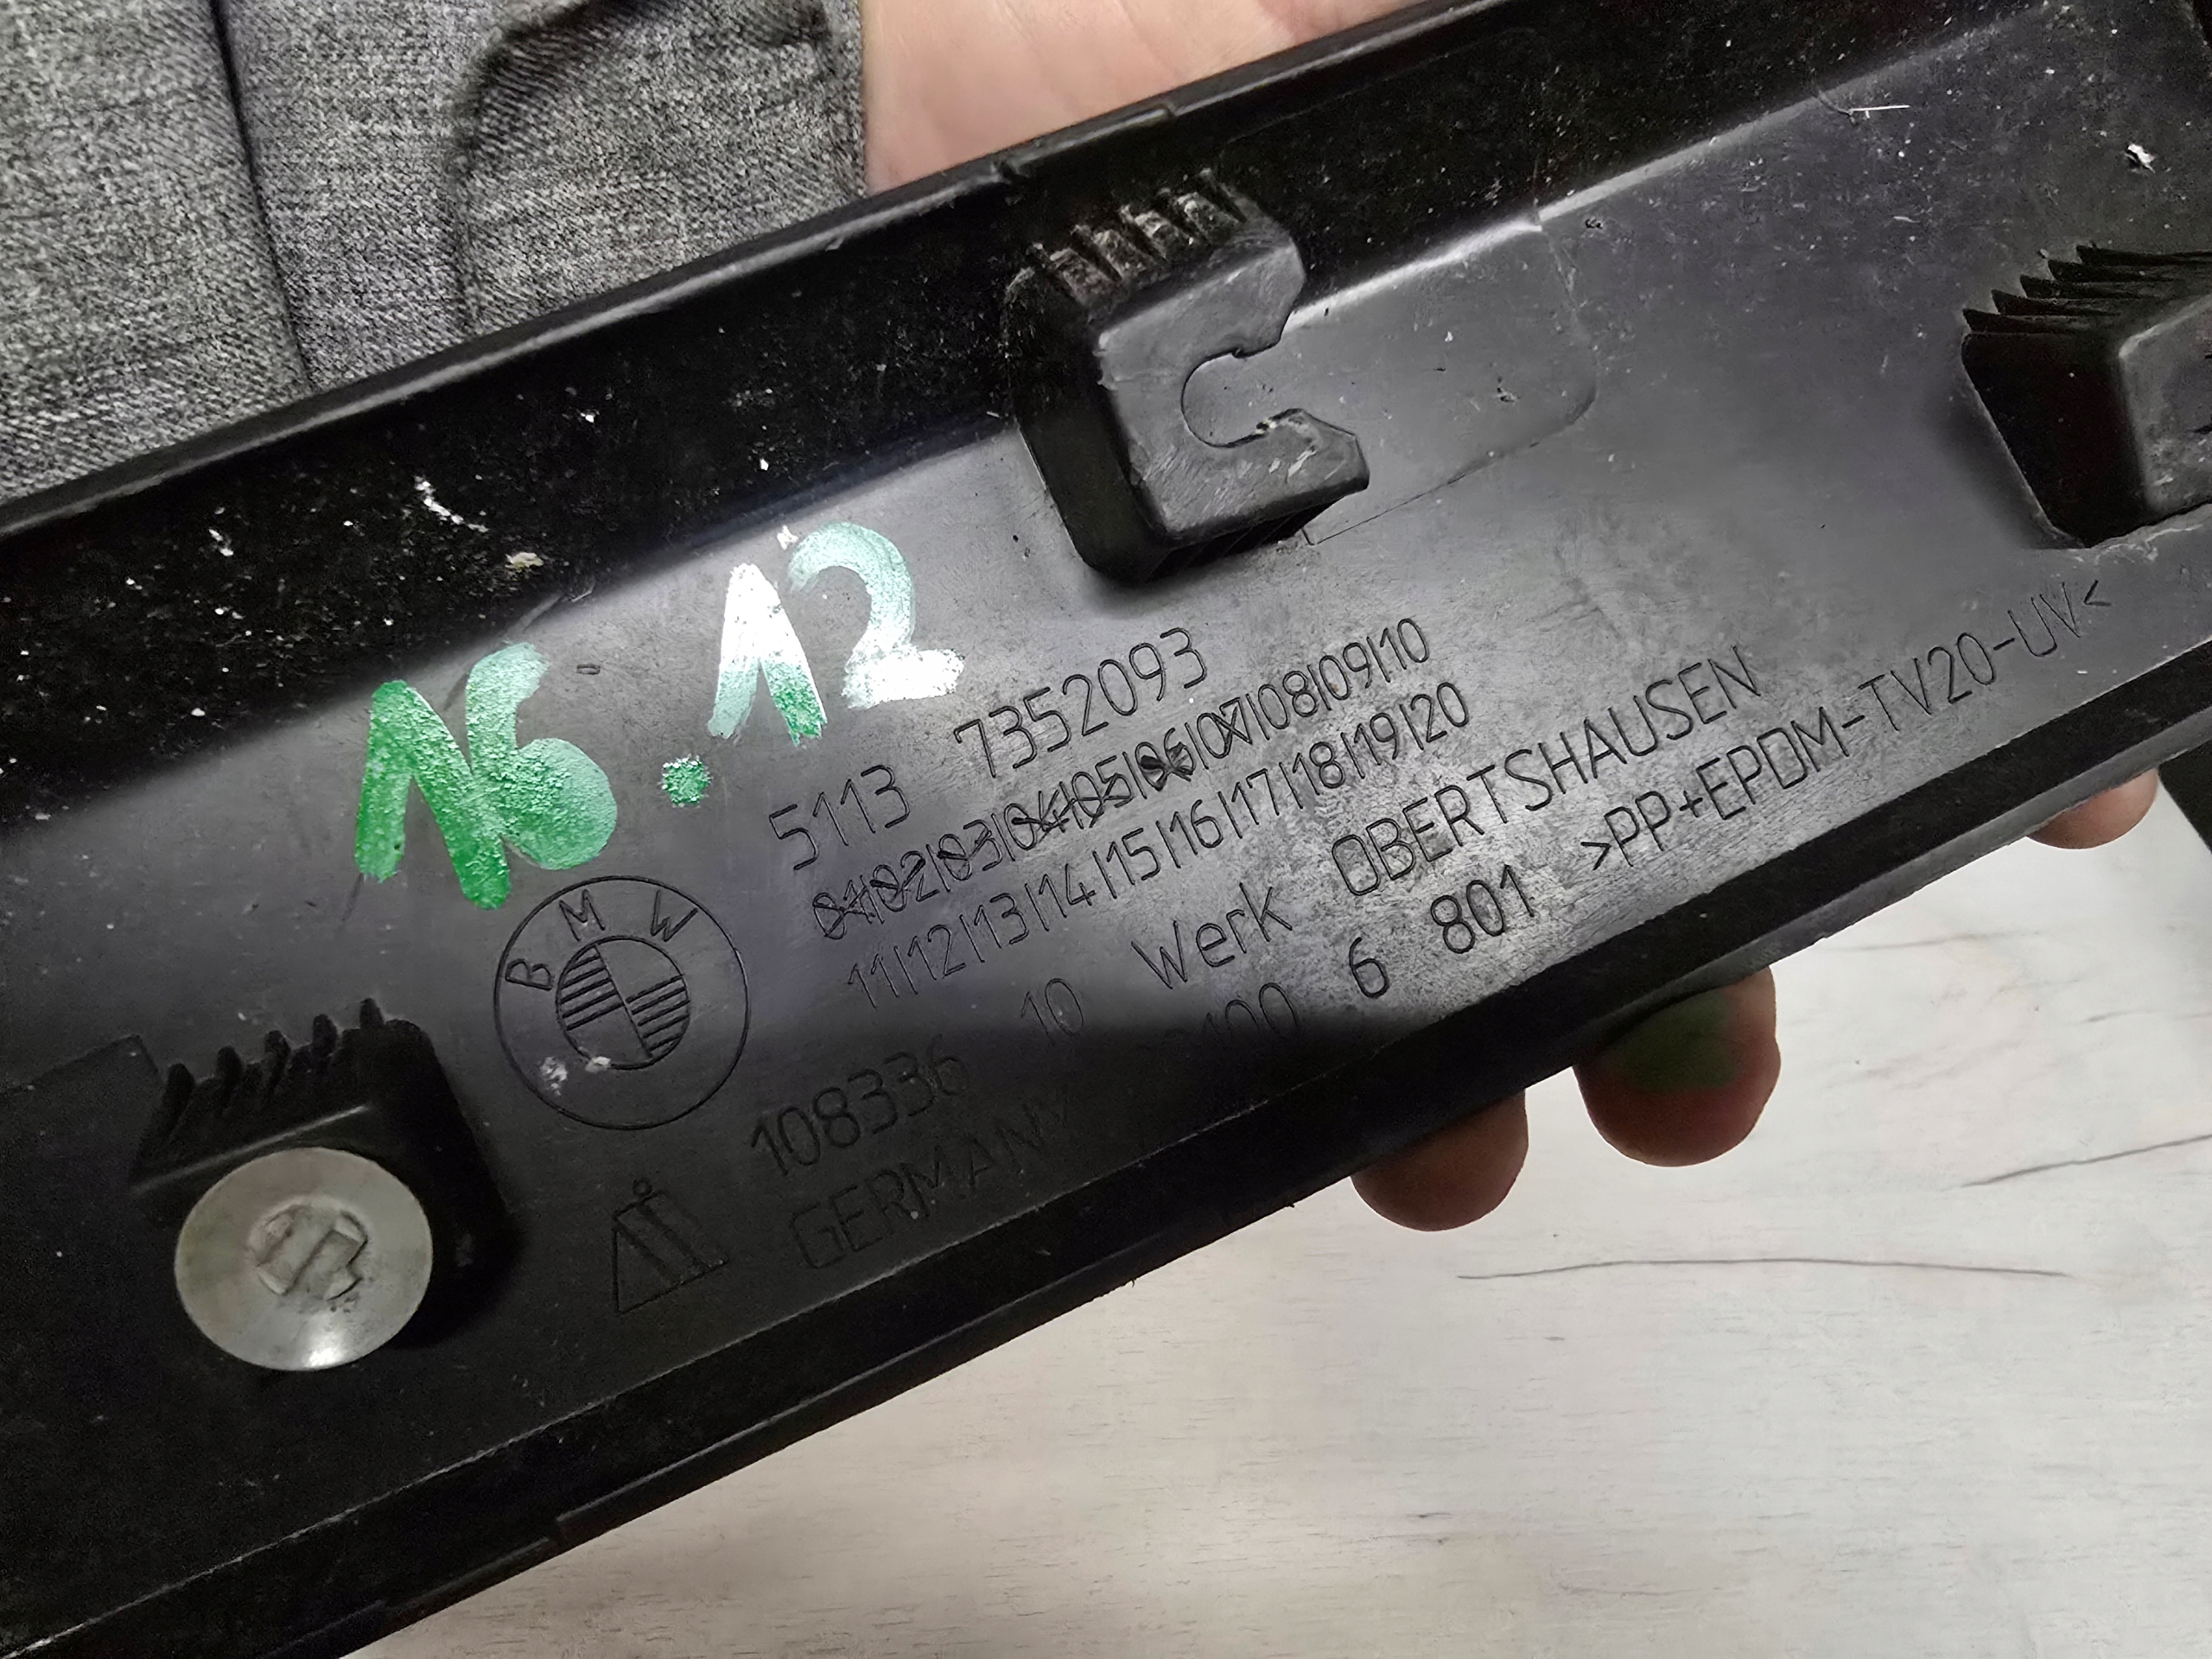 16.12
5113 7352093
01|02|03|04|05|06|07|08|09|10
11|12|13|14|15|16|17|18|19|20
BMW
108336 10 Werk OBERTSHAUSEN
GERMANY 6 801 >PP+EPDM-TV20-UV<